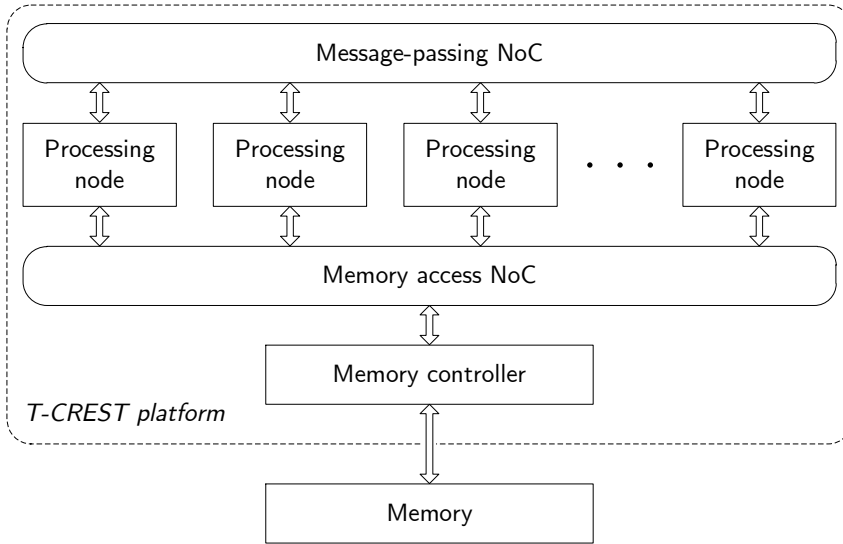 Message-passing NoC
Processing
node
Processing
node
Processing
node
. . .
Processing
node
Memory access NoC
Memory controller
T-CREST platform
Memory